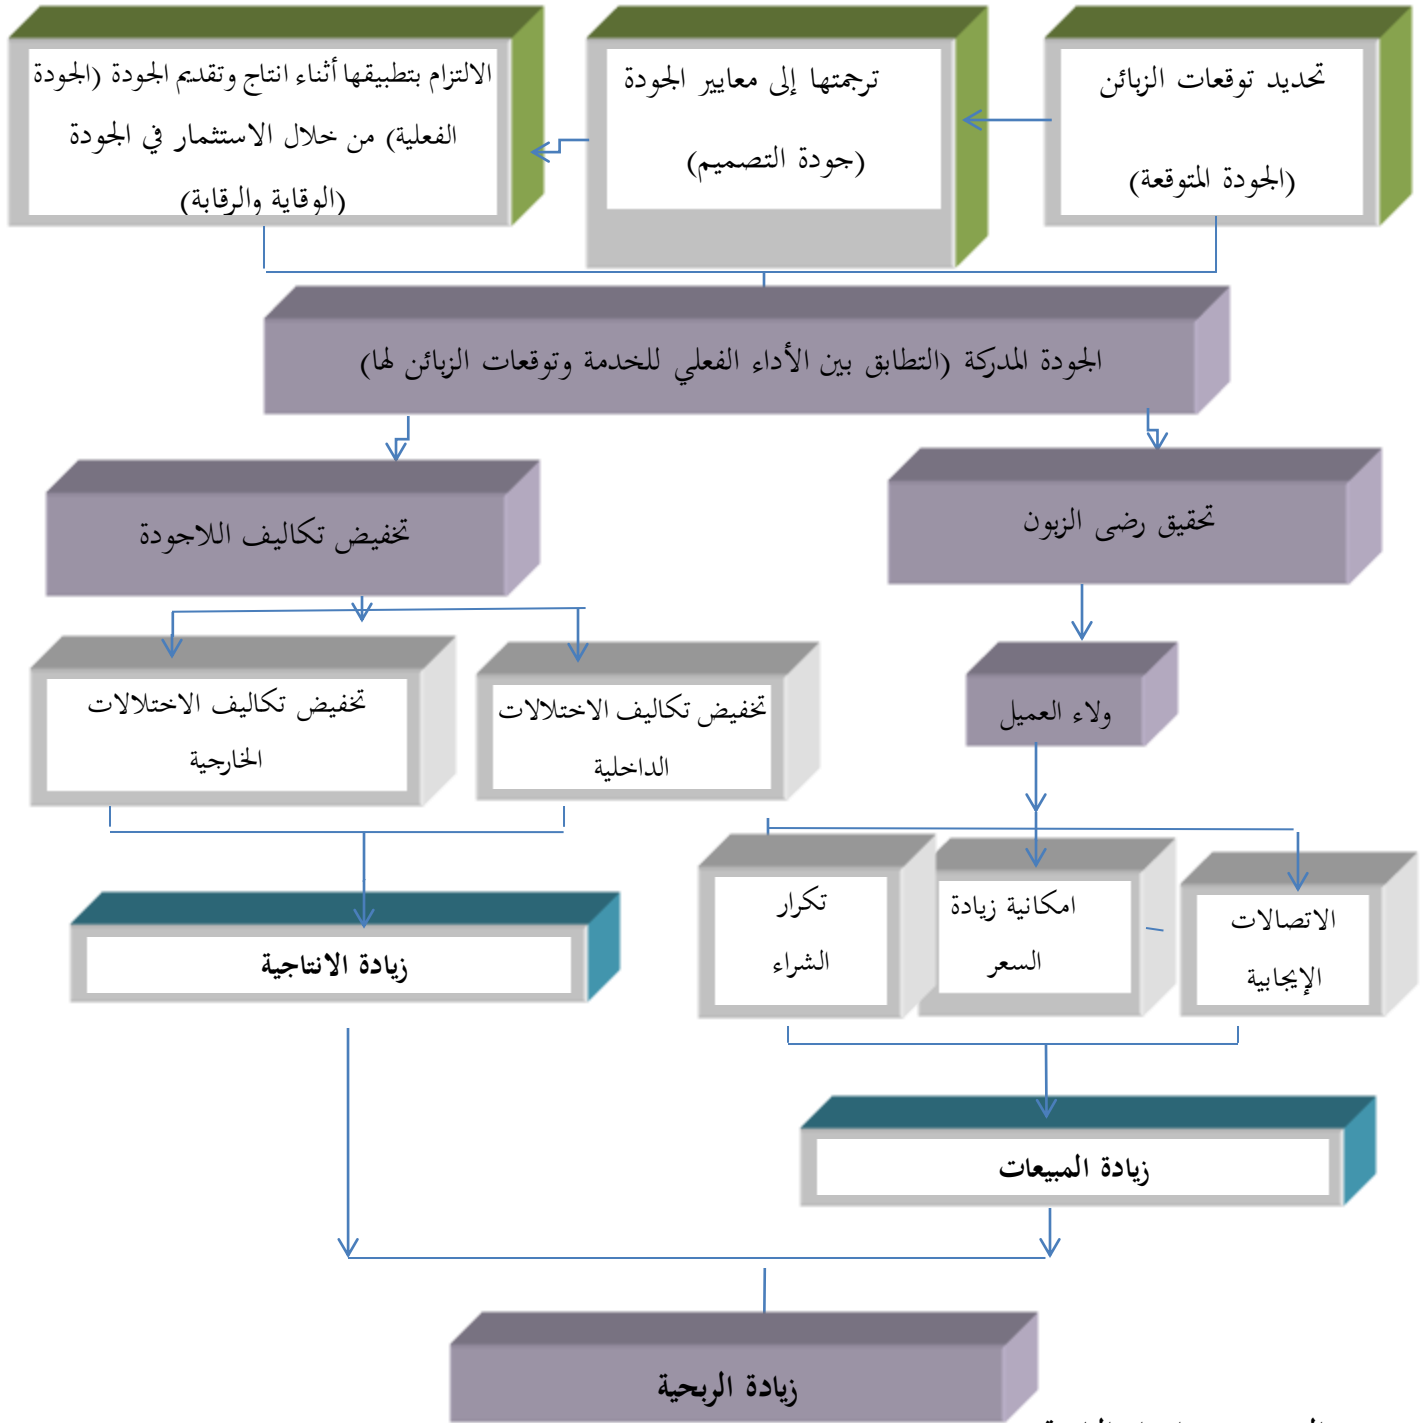 تحديد توقعات الزبائن
(الجودة المتوقعة)
ترجمتها إلى معايير الجودة
(جودة التصميم)
الالتزام بتطبيقها أثناء انتاج وتقديم الجودة (الجودة
الفعلية) من خلال الاستثمار في الجودة
(الوقاية والرقابة)
الجودة المدركة (التطابق بين الأداء الفعلي للخدمة وتوقعات الزبائن لها)
تحقيق رضى الزبون
تخفيض تكاليف اللاجودة
ولاء العميل
تخفيض تكاليف الاختلالات
الداخلية
تخفيض تكاليف الاختلالات
الخارجية
الاتصالات
الإيجابية
امكانية زيادة
السعر
تكرار
الشراء
زيادة الانتاجية
زيادة المبيعات
زيادة الربحية